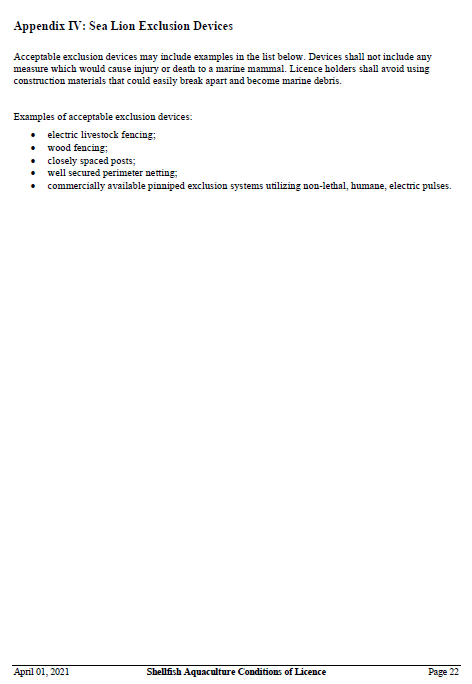 Appendix IV: Sea Lion Exclusion Devices
Acceptable exclusion devices may include examples in the list below. Devices shall not include any
measure which would cause injury or death to a marine mammal. Licence holders shall avoid using
construction materials that could easily break apart and become marine debris.
Examples of acceptable exclusion devices:
• electric livestock fencing;
• wood fencing;
• closely spaced posts;
• well secured perimeter netting;
• commercially available pinniped exclusion systems utilizing non-lethal, humane, electric pulses.
April 01, 2021 Shellfish Aquaculture Conditions of Licence Page 22